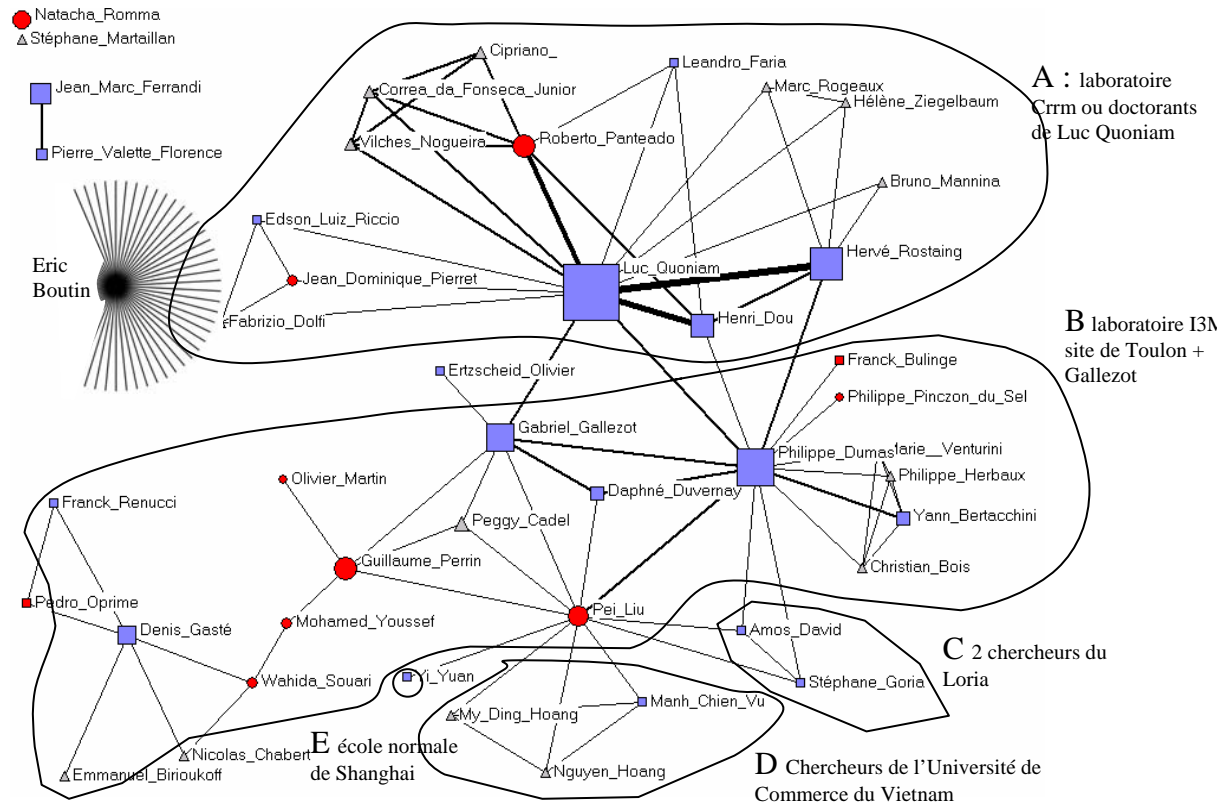 Natacha_Romma
Stéphane_Martaillan
Jean_Marc_Ferrandi
Pierre_Valette_Florence
Eric
Boutin
Cipriano_
Correa_da_Fonseca_Junior
Vilches_Nogueira
Roberto_Panteado
Leandro_Faria
Marc_Rogeaux
Hélène_Ziegelbaum
Bruno_Mannina
Edson_Luiz_Riccio
Jean_Dominique_Pierret
Fabrizio_Dolfi
Luc_Quoniam
Hervé_Rostaing
Henri_Dou
A : laboratoire
Crrm ou doctorants
de Luc Quoniam
B laboratoire I3M
site de Toulon +
Gallezot
Ertzscheid_Olivier
Gabriel_Gallezot
Franck_Bulinge
Philippe_Pinczon_du_Sel
Philippe_Dumas
arie__Venturini
Philippe_Herbaux
Daphné_Duvernay
Yann_Bertacchini
Christian_Bois
Olivier_Martin
Franck_Renucci
Peggy_Cadel
Guillaume_Perrin
Pedro_Oprime
Denis_Gasté
Mohamed_Youssef
Pei_Liu
Wahida_Souari
Nicolas_Chabert
Emmanuel_Birioukoff
Yi_Yuan
Amos_David
Stéphane_Goria
C 2 chercheurs du
Loria
My_Ding_Hoang
Manh_Chien_Vu
Nguyen_Hoang
E école normale
de Shanghai
D Chercheurs de l'Université de
Commerce du Vietnam